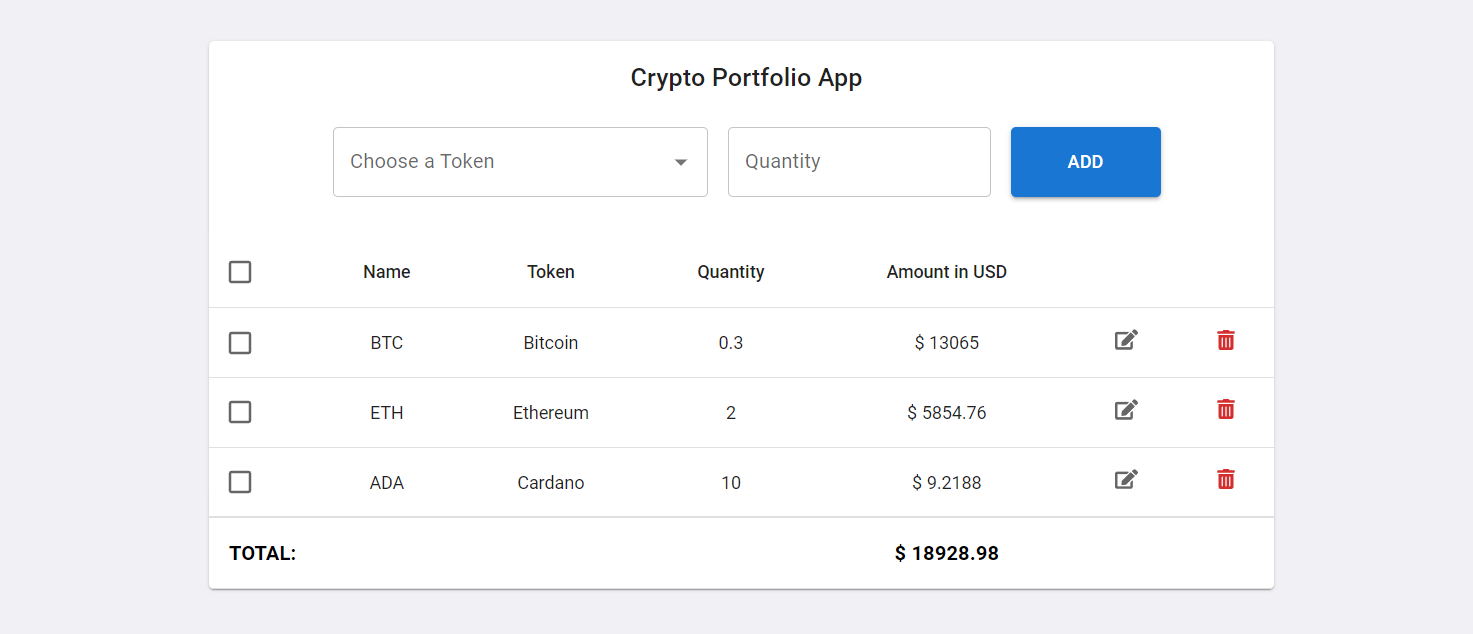 Crypto Portfolio App
Choose a Token Quantity ADD
Name Token Quantity Amount in USD
BTC Bitcoin 0.3 $ 13065
ETH Ethereum 2 $ 5854.76
ADA Cardano 10 $ 9.2188
TOTAL: $ 18928.98